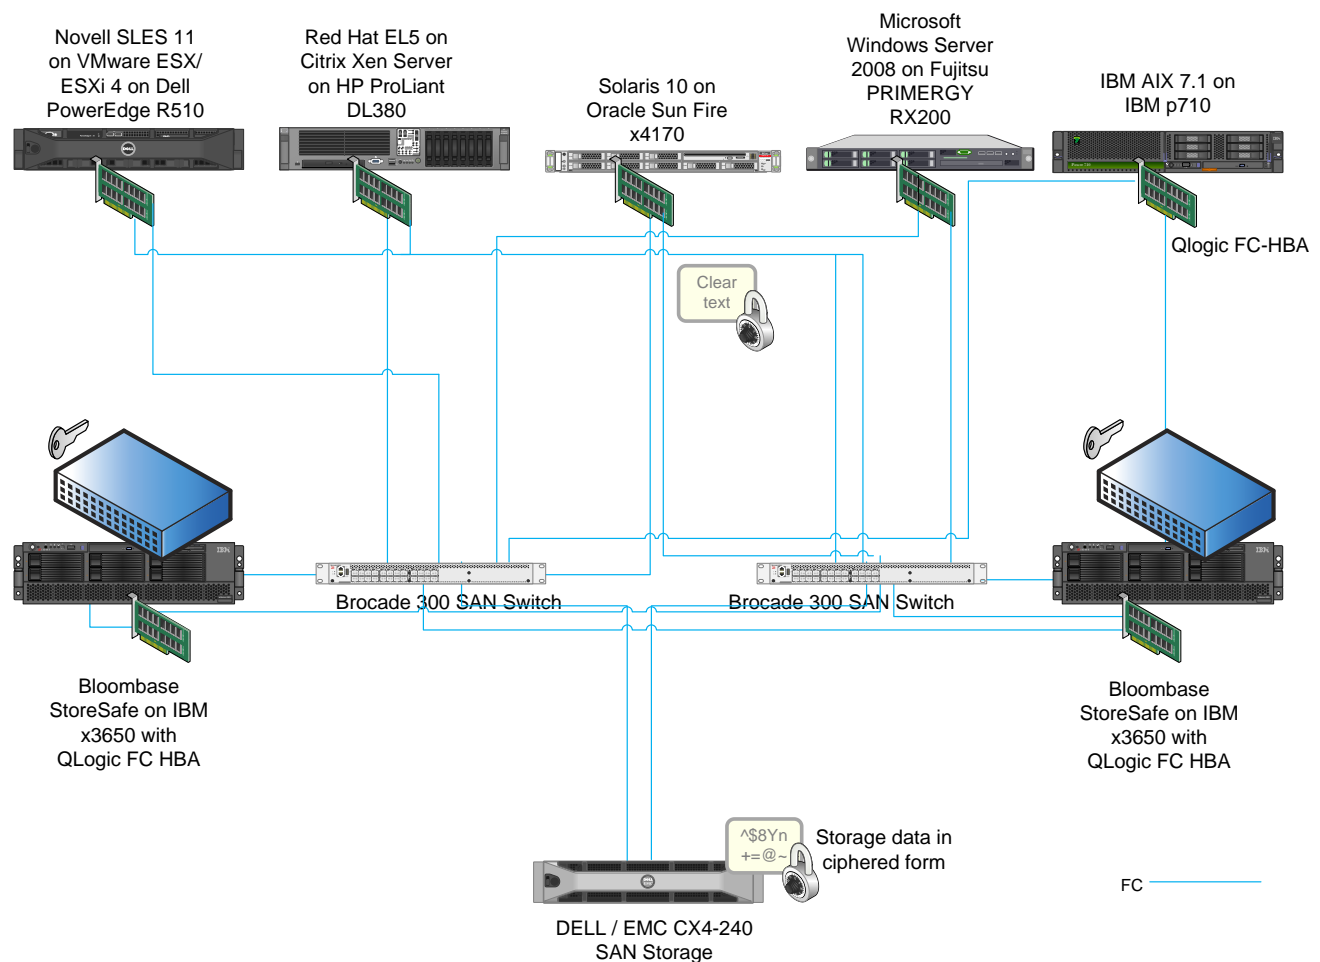 Novell SLES 11
on VMware ESX/
ESXi 4 on Dell
PowerEdge R510
Red Hat EL5 on
Citrix Xen Server
on HP ProLiant
DL380
Solaris 10 on
Oracle Sun Fire
x4170
Microsoft
Windows Server
2008 on Fujitsu
PRIMERGY
RX200
IBM AIX 7.1 on
IBM p710
Qlogic FC-HBA
Clear
text
Brocade 300 SAN Switch
Brocade 300 SAN Switch
Bloombase
StoreSafe on IBM
x3650 with
QLogic FC HBA
Bloombase
StoreSafe on IBM
x3650 with
QLogic FC HBA
^$8Yn
+=@~
Storage data in
ciphered form
FC
DELL / EMC CX4-240
SAN Storage